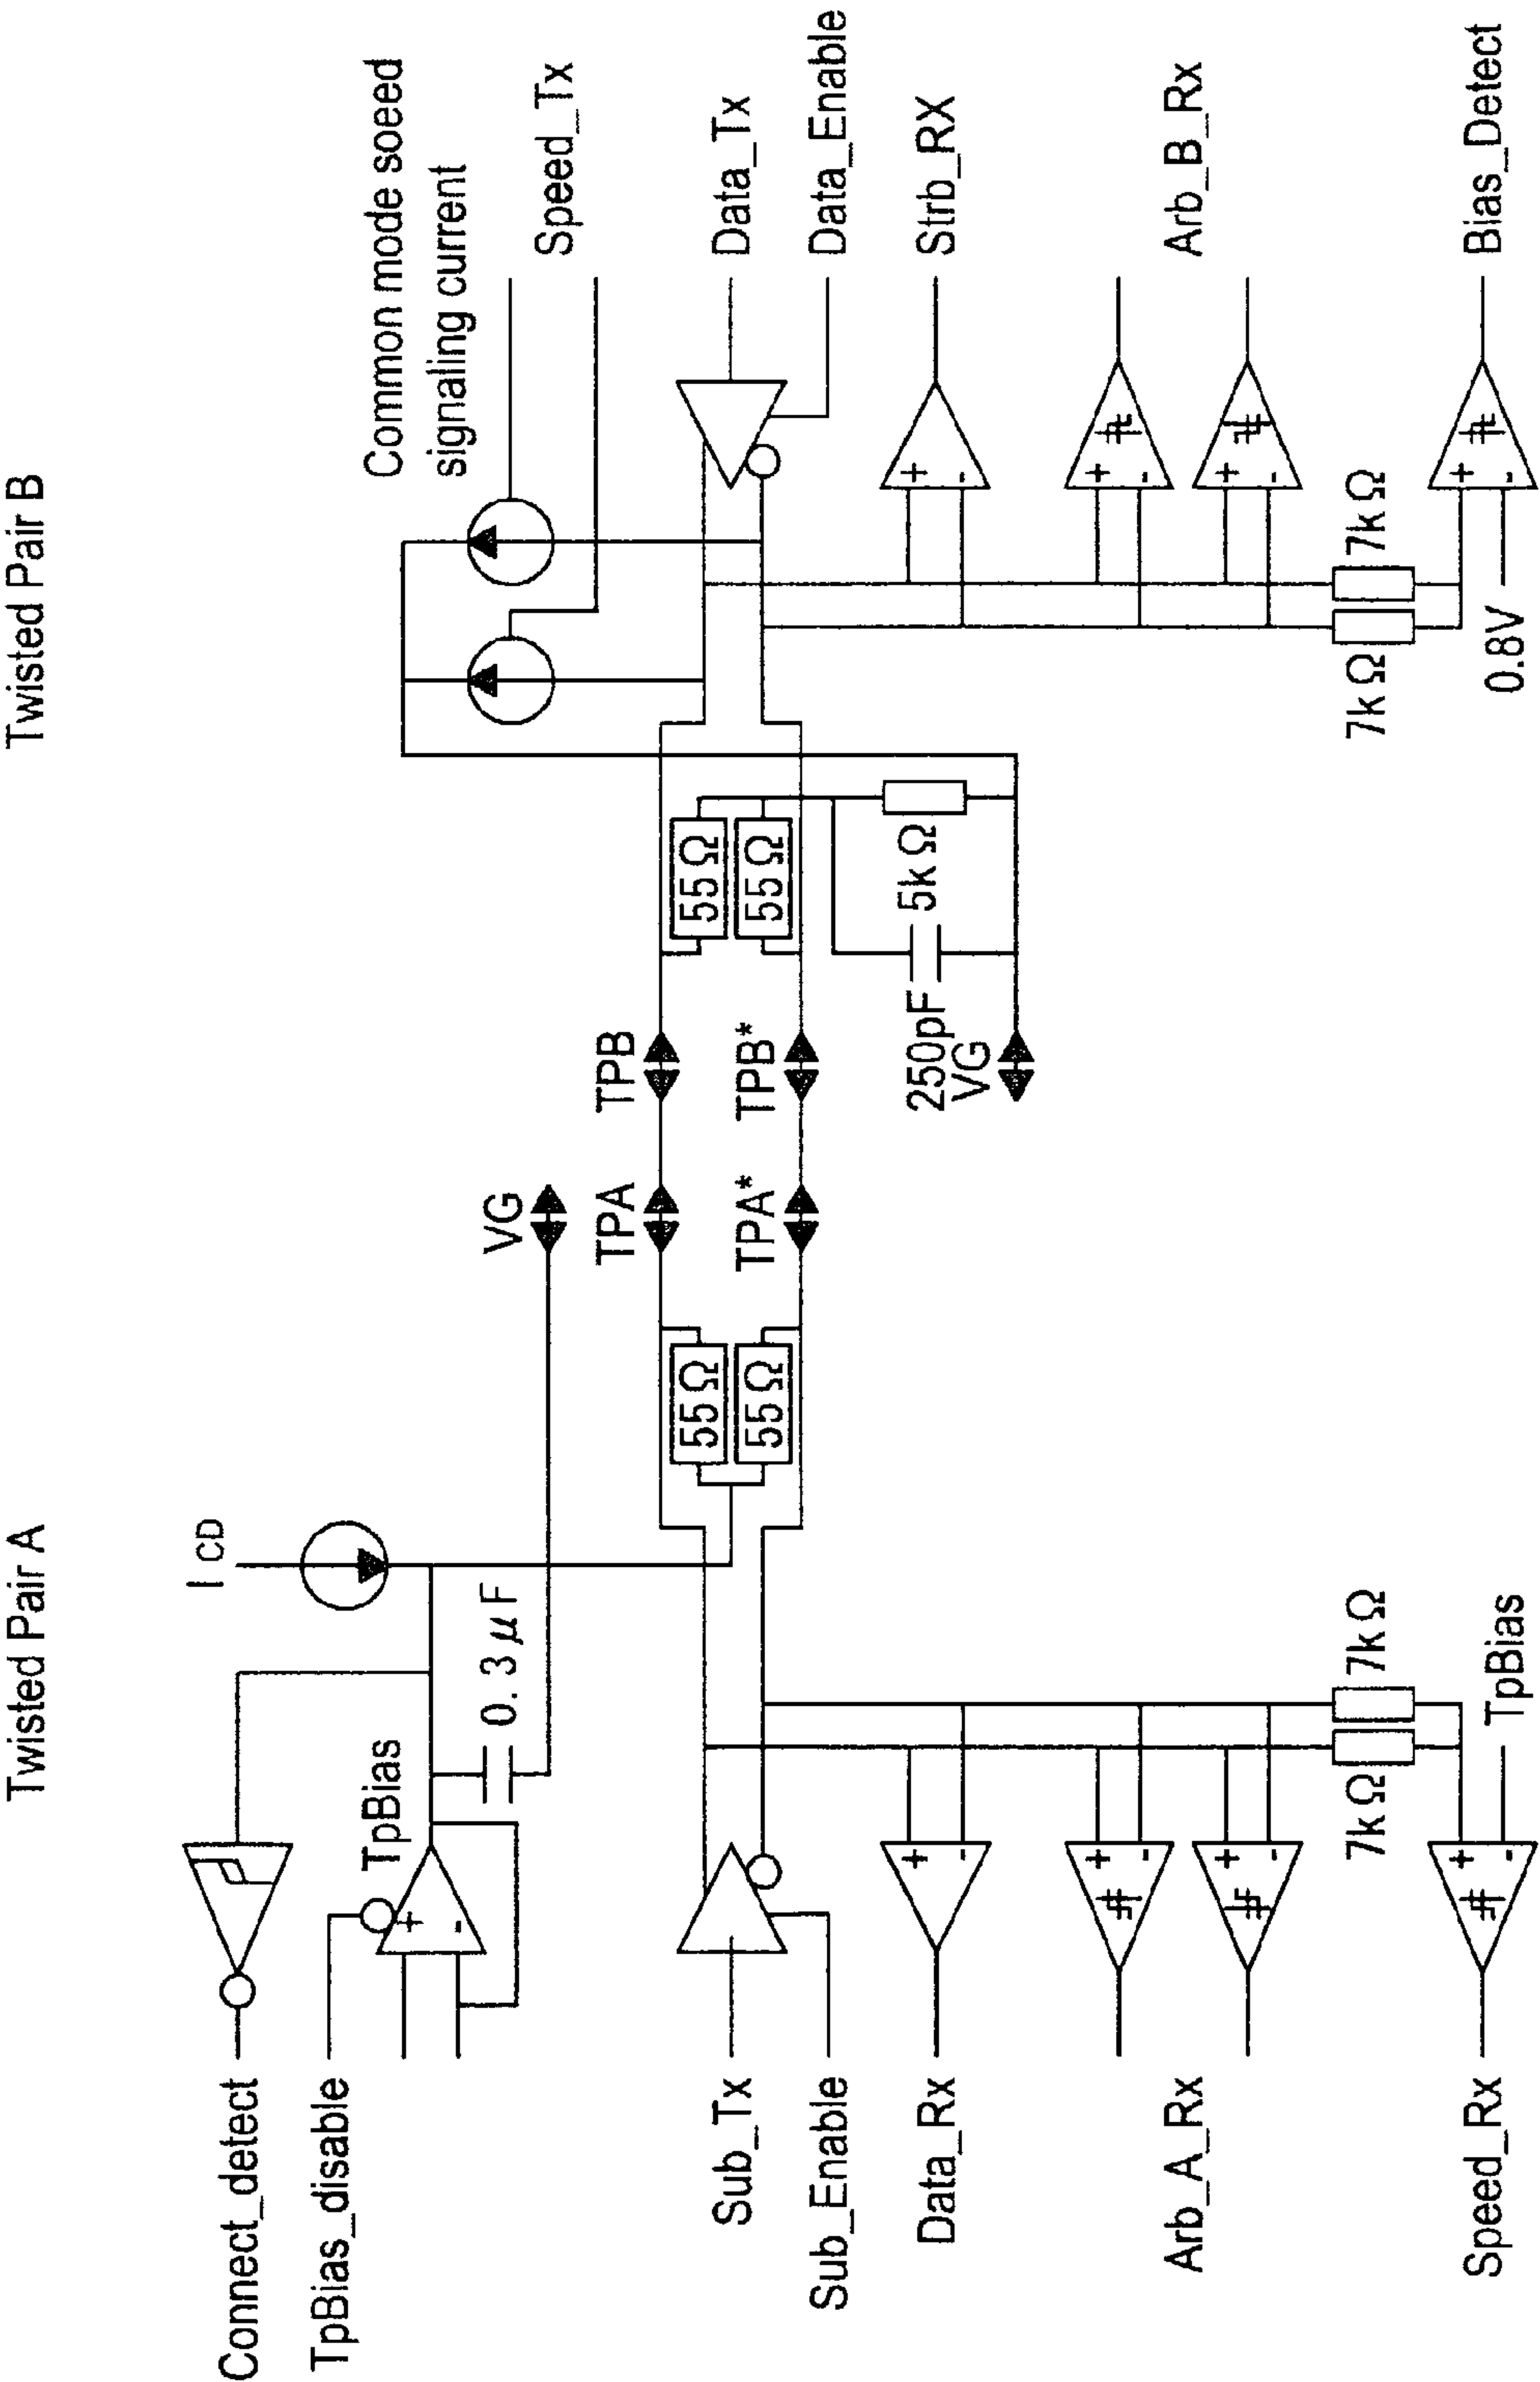 Twisted Pair A
Twisted Pair B
I CD
Connect_detect
TpBias_disable
TpBias
+
-
0.3μF
VG
Common mode soeed
signaling current
Speed_Tx
TPA
TPB
55Ω
55Ω
55Ω
55Ω
TPA*
TPB*
Sub_Tx
Sub_Enable
Data_Tx
Data_Enable
250pF
5kΩ
VG
Data_Rx
+
-
+
-
Strb_RX
Arb_A_Rx
+
-
+
-
+
-
+
-
Arb_B_Rx
7kΩ
7kΩ
7kΩ
7kΩ
Speed_Rx
TpBias
0.8V
+
-
Bias_Detect